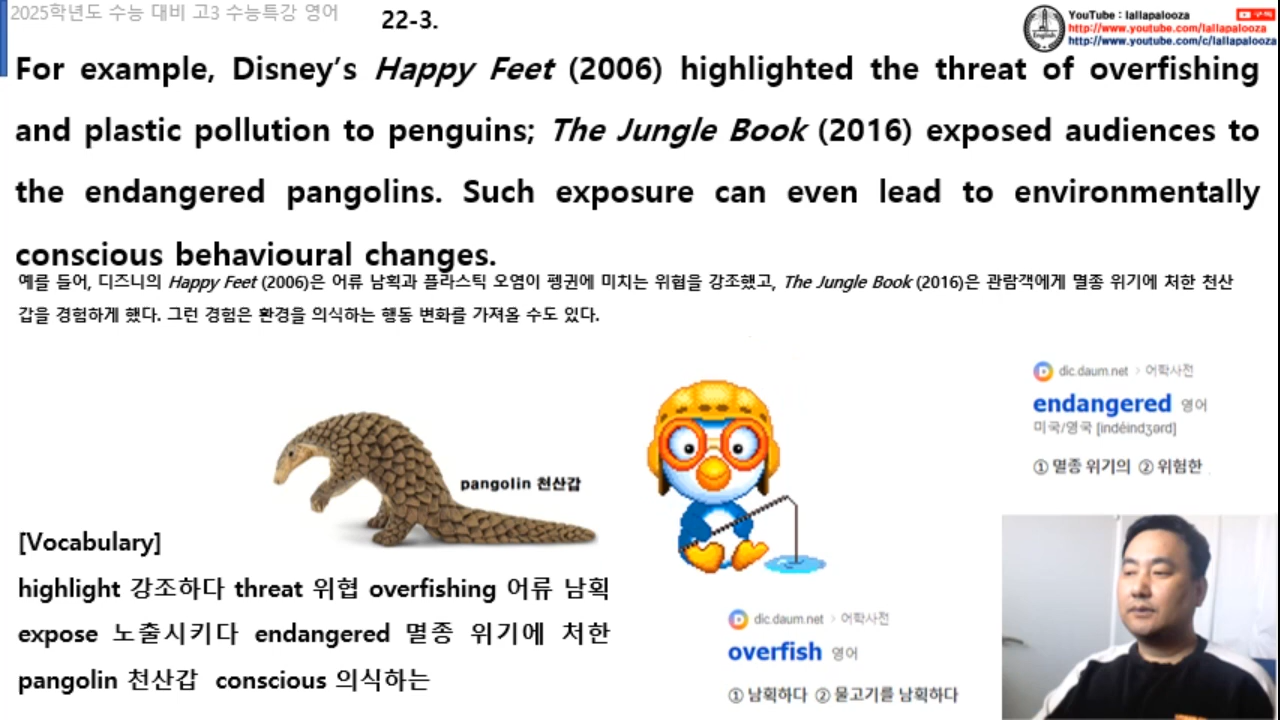 2025학년도 수능 대비 고3 수능특강 영어
22-3.
YouTube : lallapalooza
구독
http://www.youtube.com/lallapalooza
http://www.youtube.com/c/lallapalooza
For example, Disney's Happy Feet (2006) highlighted the threat of overfishing
and plastic pollution to penguins; The Jungle Book (2016) exposed audiences to
the endangered pangolins. Such exposure can even lead to environmentally
conscious behavioural changes.
예를 들어, 디즈니의 Happy Feet (2006)은 어류 남획과 플라스틱 오염이 펭귄에 미치는 위협을 강조했고, The Jungle Book (2016)은 관람객에게 멸종 위기에 처한 천산
갑을 경험하게 했다. 그런 경험은 환경을 의식하는 행동 변화를 가져올 수도 있다.
dic.daum.net > 어학사전
endangered 영어
미국/영국 [indéindʒərd]
① 멸종 위기의 ② 위험한
pangolin 천산갑
[Vocabulary]
highlight 강조하다 threat 위협 overfishing 어류 남획
expose 노출시키다 endangered 멸종 위기에 처한
pangolin 천산갑 conscious 의식하는
dic.daum.net > 어학사전
overfish 영어
① 남획하다 ② 물고기를 남획하다